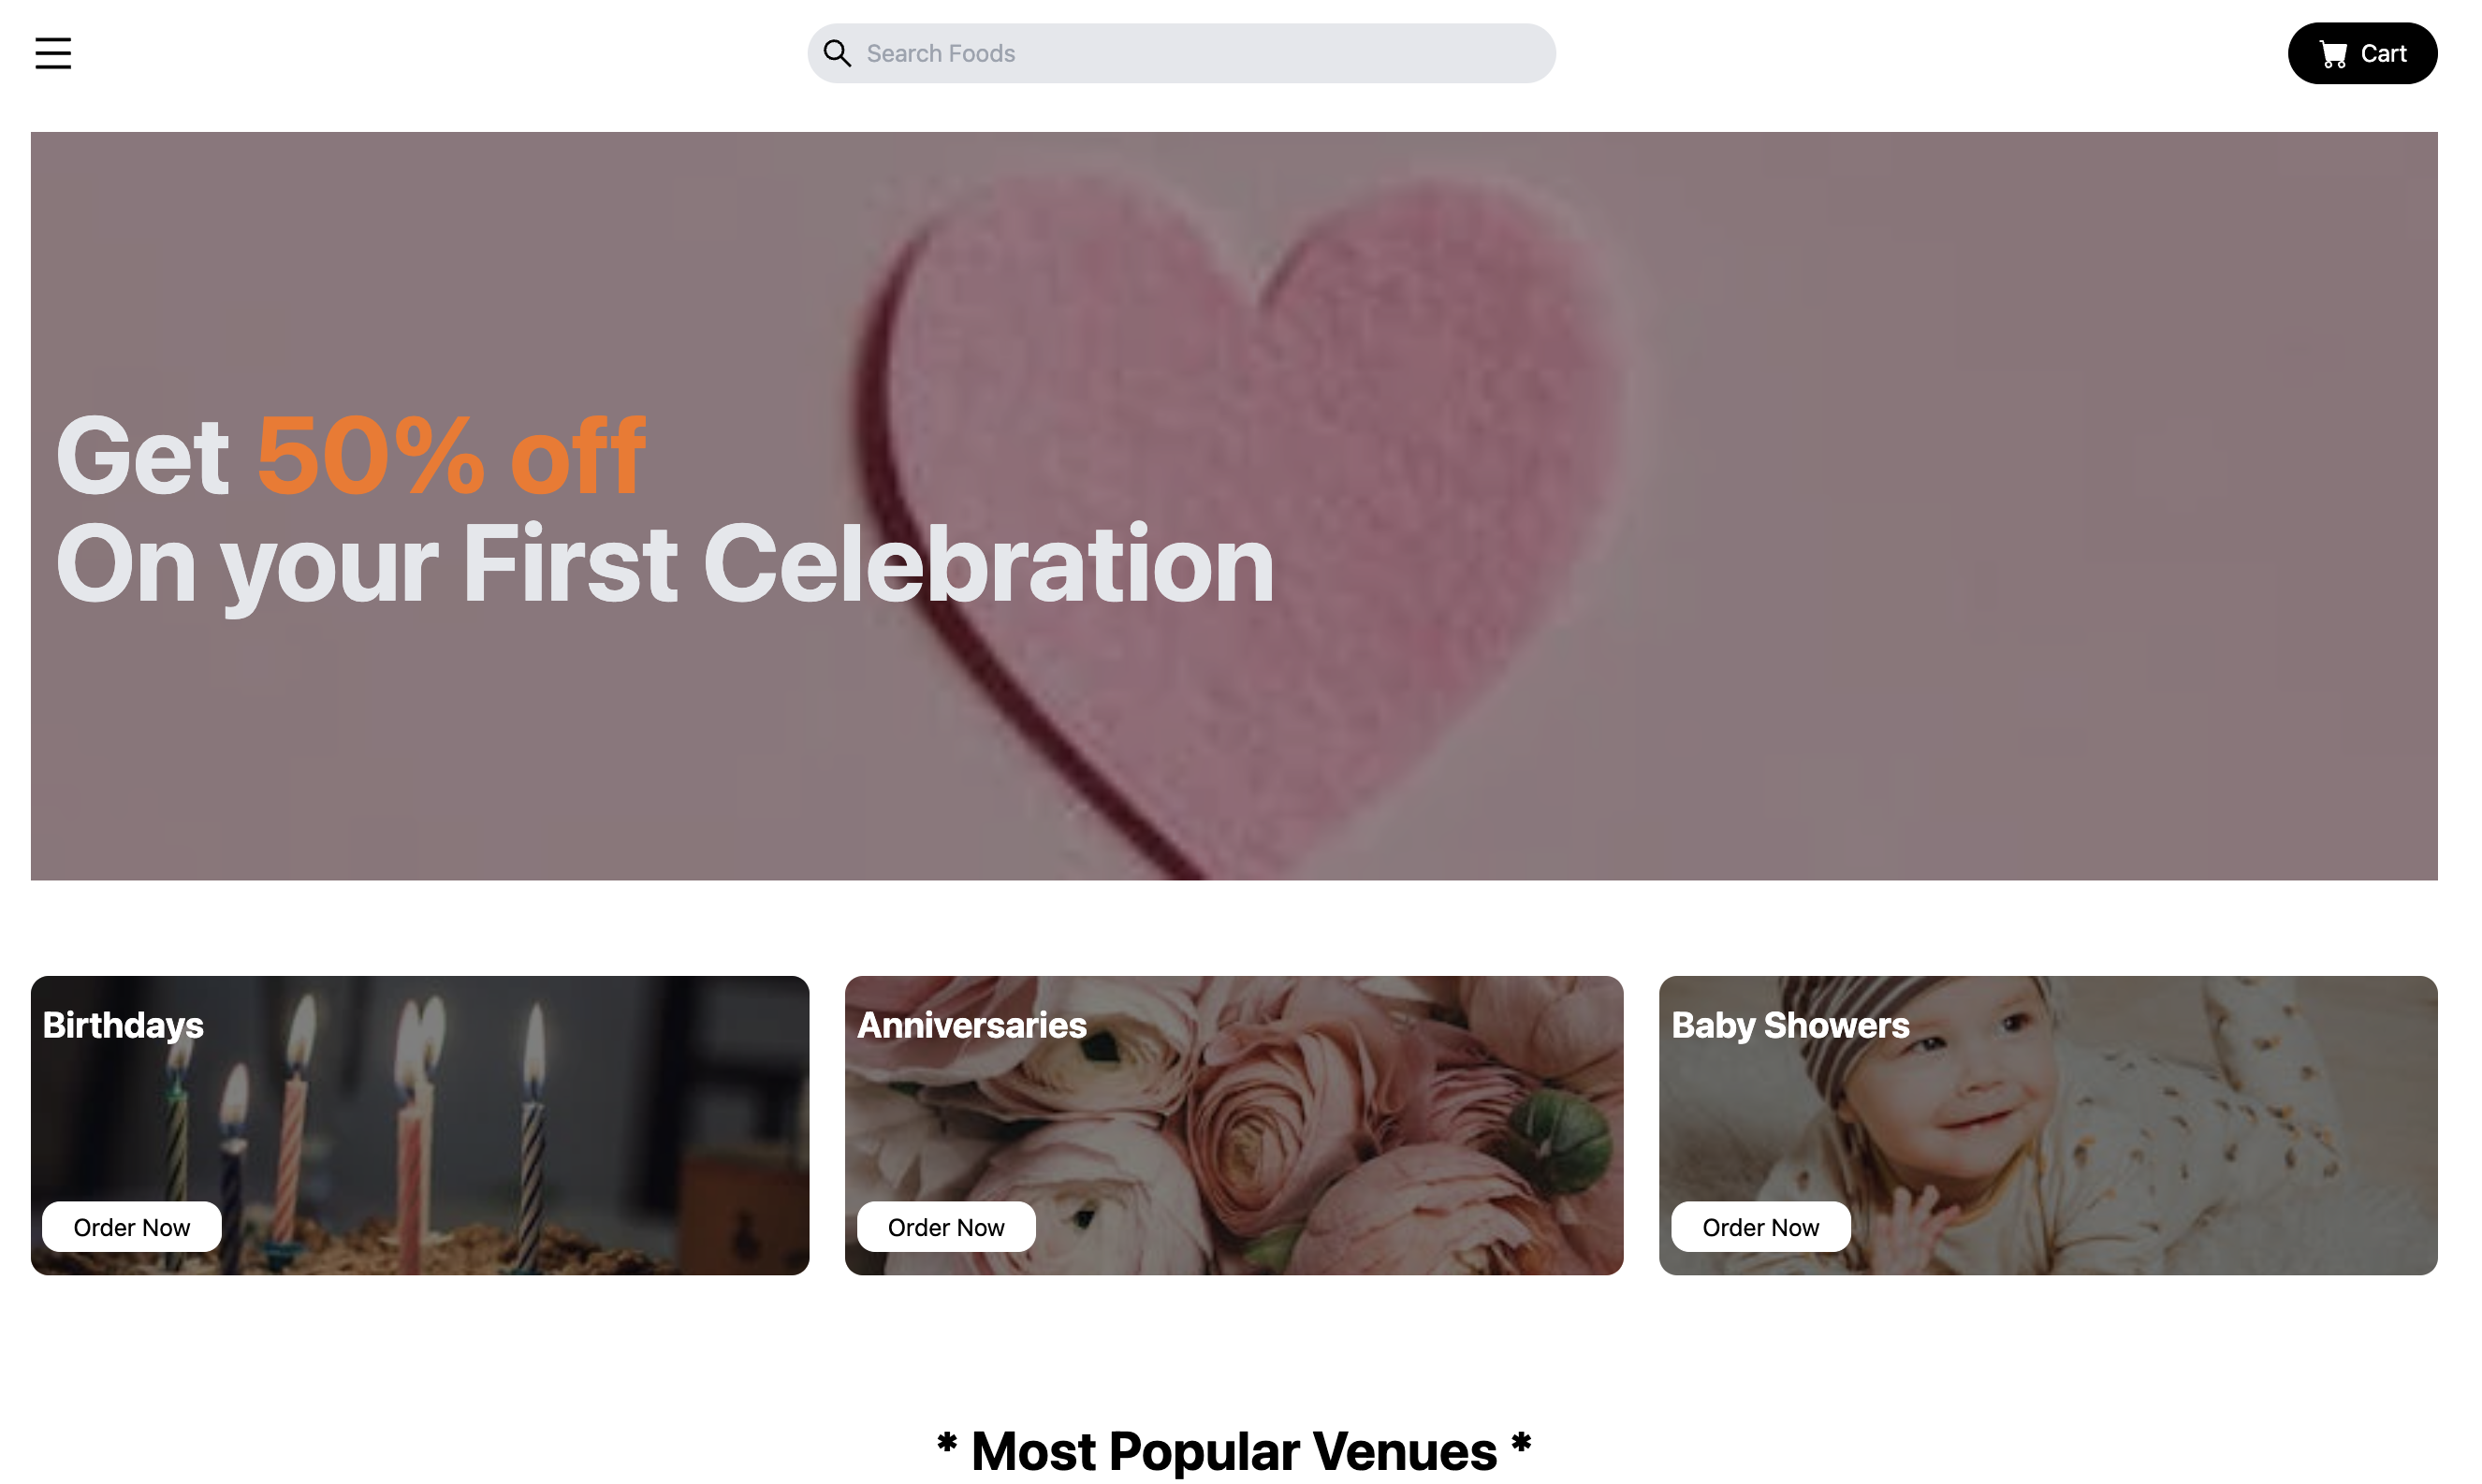 Search Foods
Cart
Get 50% off
On your First Celebration
Birthdays
Order Now
Anniversaries
Order Now
Baby Showers
Order Now
* Most Popular Venues *